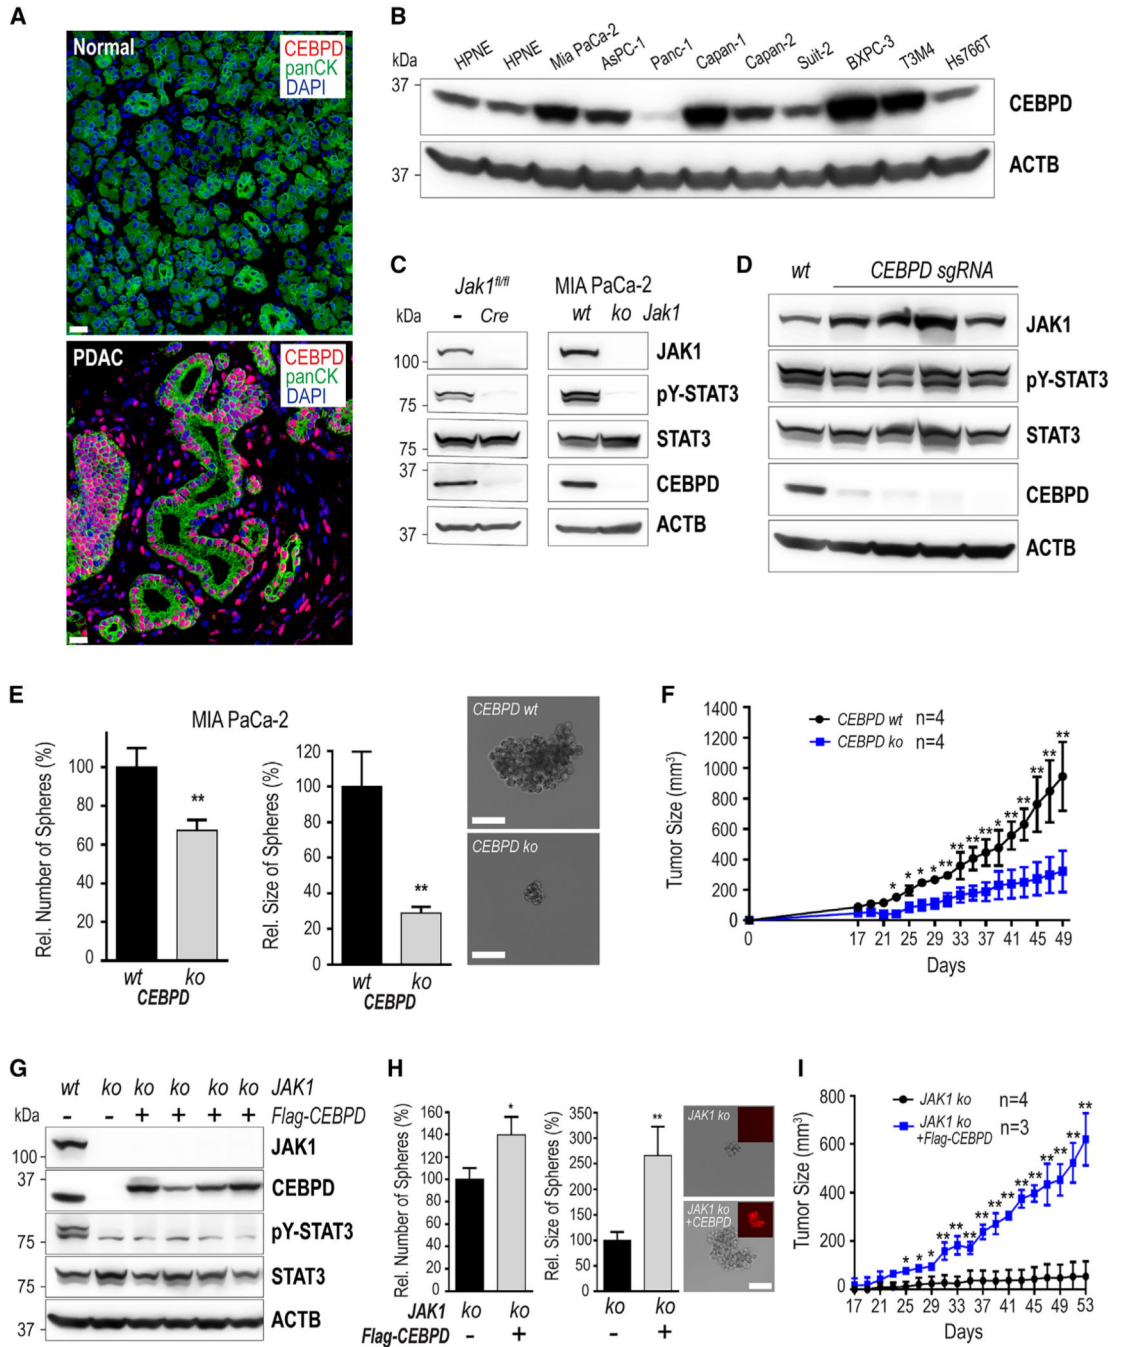 A
Normal
CEBPD
panCK
DAPI
PDAC
CEBPD
panCK
DAPI
B
kDa
HPNE
HPNE
Mia PaCa-2
AsPC-1
Panc-1
Capan-1
Capan-2
Suit-2
BXPC-3
T3M4
Hs766T
37
CEBPD
37
ACTB
C
Jak1fl/fl
MIA PaCa-2
kDa
- Cre
wt ko Jak1
100
JAK1
75
pY-STAT3
75
STAT3
37
CEBPD
37
ACTB
D
wt CEBPD sgRNA
JAK1
pY-STAT3
STAT3
CEBPD
ACTB
E
MIA PaCa-2
Rel. Number of Spheres (%)
100
80
60
40
20
0
**
wt ko
CEBPD
Rel. Size of Spheres (%)
120
100
80
60
40
20
0
**
wt ko
CEBPD
CEBPD wt
CEBPD ko
F
Tumor Size (mm³)
1400
1200
1000
800
600
400
200
0
CEBPD wt n=4
CEBPD ko n=4
* * * * ** ** ** ** * ** ** ** ** **
0 17 21 25 29 33 37 41 45 49
Days
G
wt ko ko ko ko ko JAK1
kDa - - + + + + Flag-CEBPD
100
JAK1
37
CEBPD
75
pY-STAT3
75
STAT3
37
ACTB
H
Rel. Number of Spheres (%)
160
140
120
100
80
60
40
20
0
*
JAK1 ko ko
Flag-CEBPD - +
Rel. Size of Spheres (%)
350
300
250
200
150
100
50
0
**
ko ko
- +
JAK1 ko
JAK1 ko
+CEBPD
I
Tumor Size (mm³)
800
600
400
200
0
JAK1 ko n=4
JAK1 ko
+Flag-CEBPD n=3
* * * ** ** * ** ** ** ** ** ** ** ** **
17 21 25 29 33 37 41 45 49 53
Days